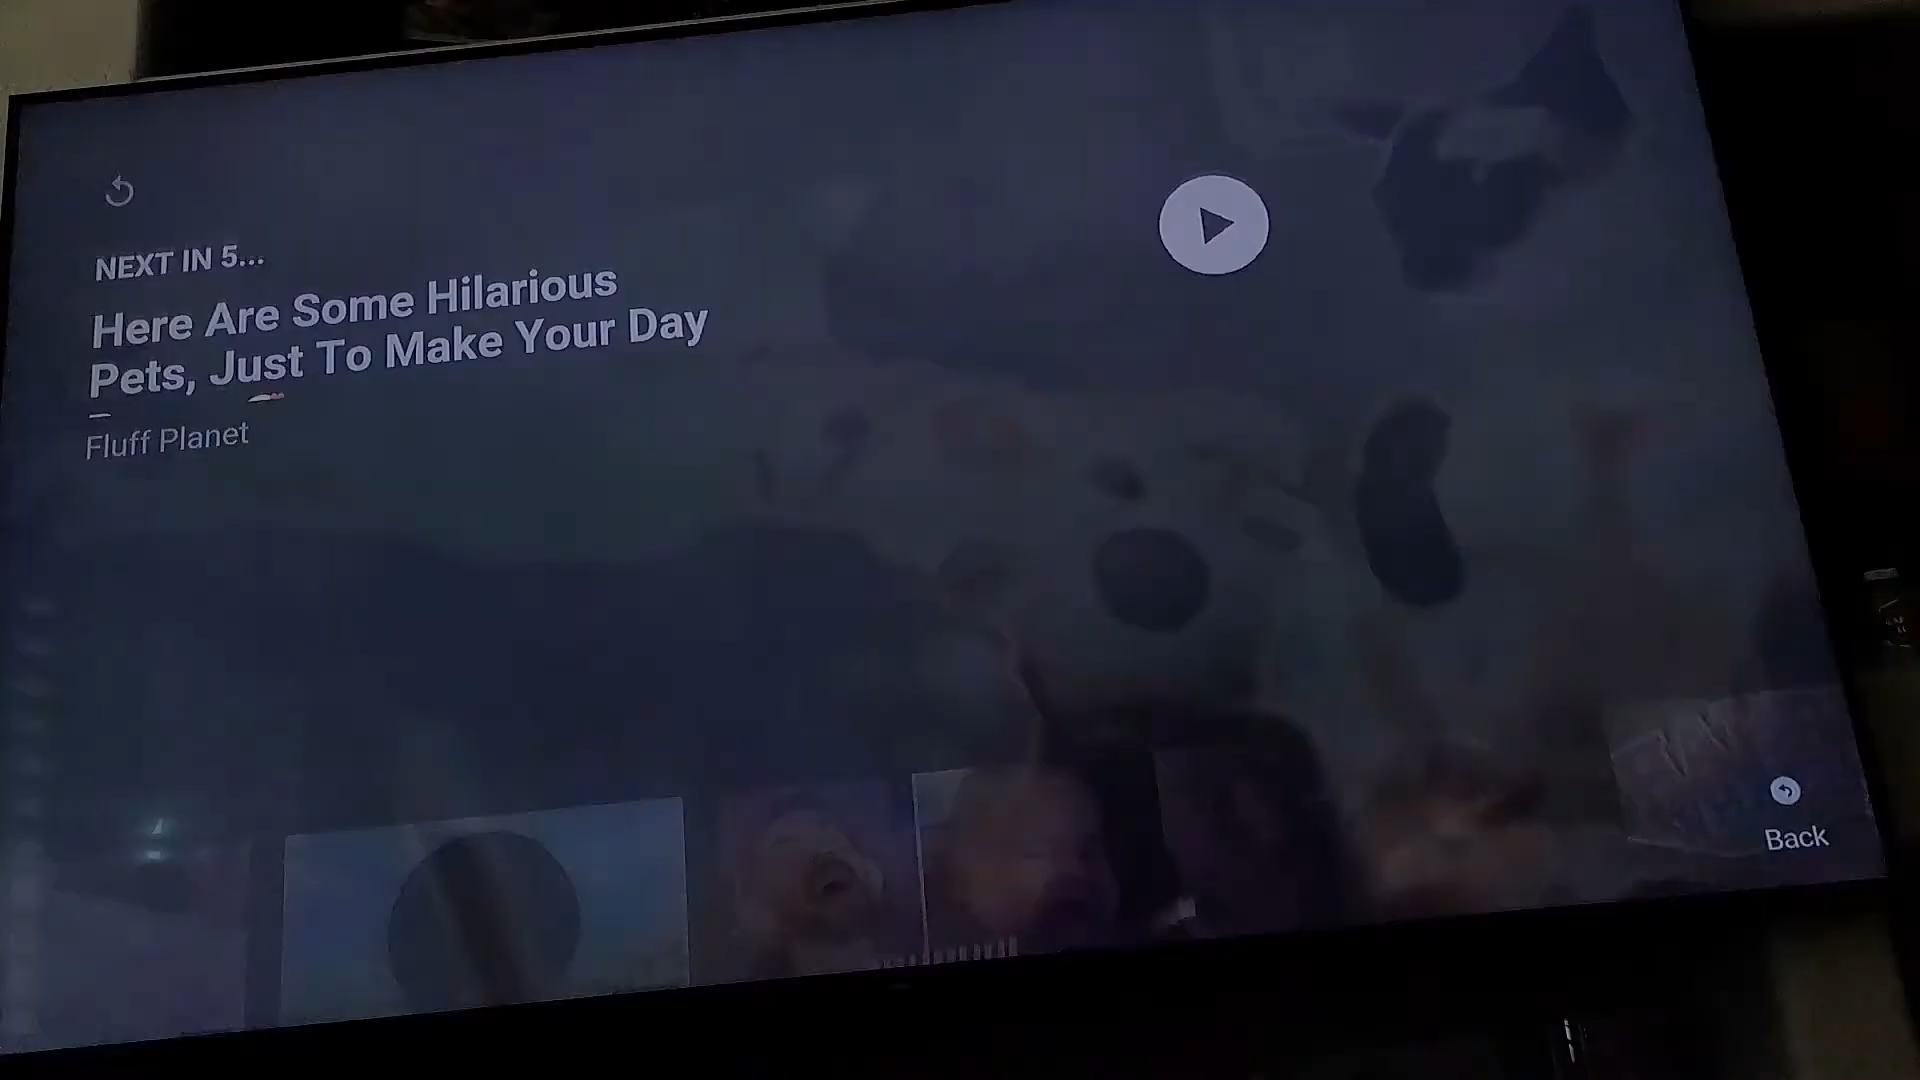 NEXT IN 5...
Here Are Some Hilarious
Pets, Just To Make Your Day
Fluff Planet
Back